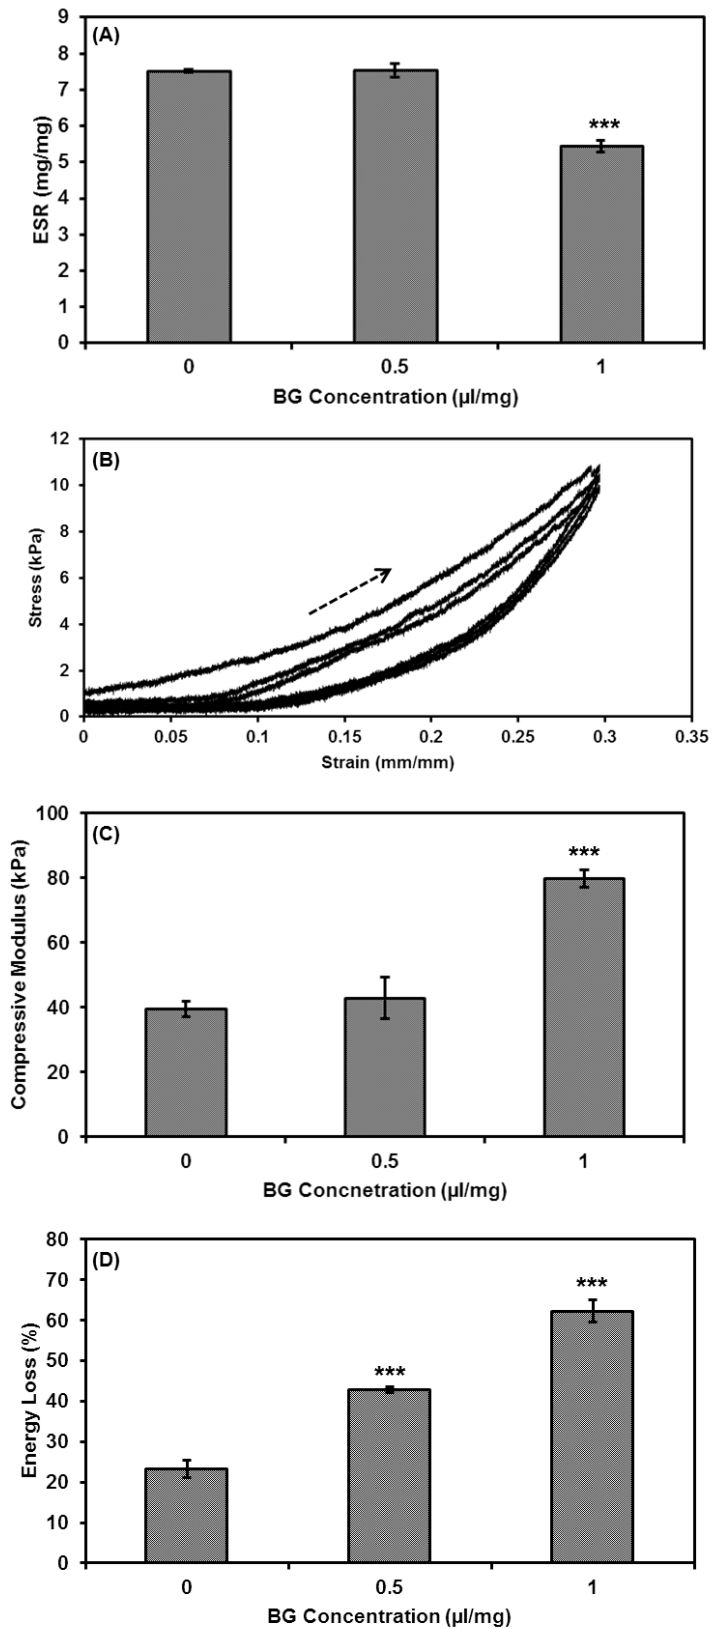 (A)
9
8
7
6
5
4
3
2
1
0
ESR (mg/mg)
***
0 0.5 1
BG Concentration (µl/mg)
(B)
12
10
8
6
4
2
0
Stress (kPa)
0 0.05 0.1 0.15 0.2 0.25 0.3 0.35
Strain (mm/mm)
(C)
100
80
60
40
20
0
Compressive Modulus (kPa)
***
0 0.5 1
BG Concnetration (µl/mg)
(D)
80
70
60
50
40
30
20
10
0
Energy Loss (%)
***
***
0 0.5 1
BG Concentration (µl/mg)